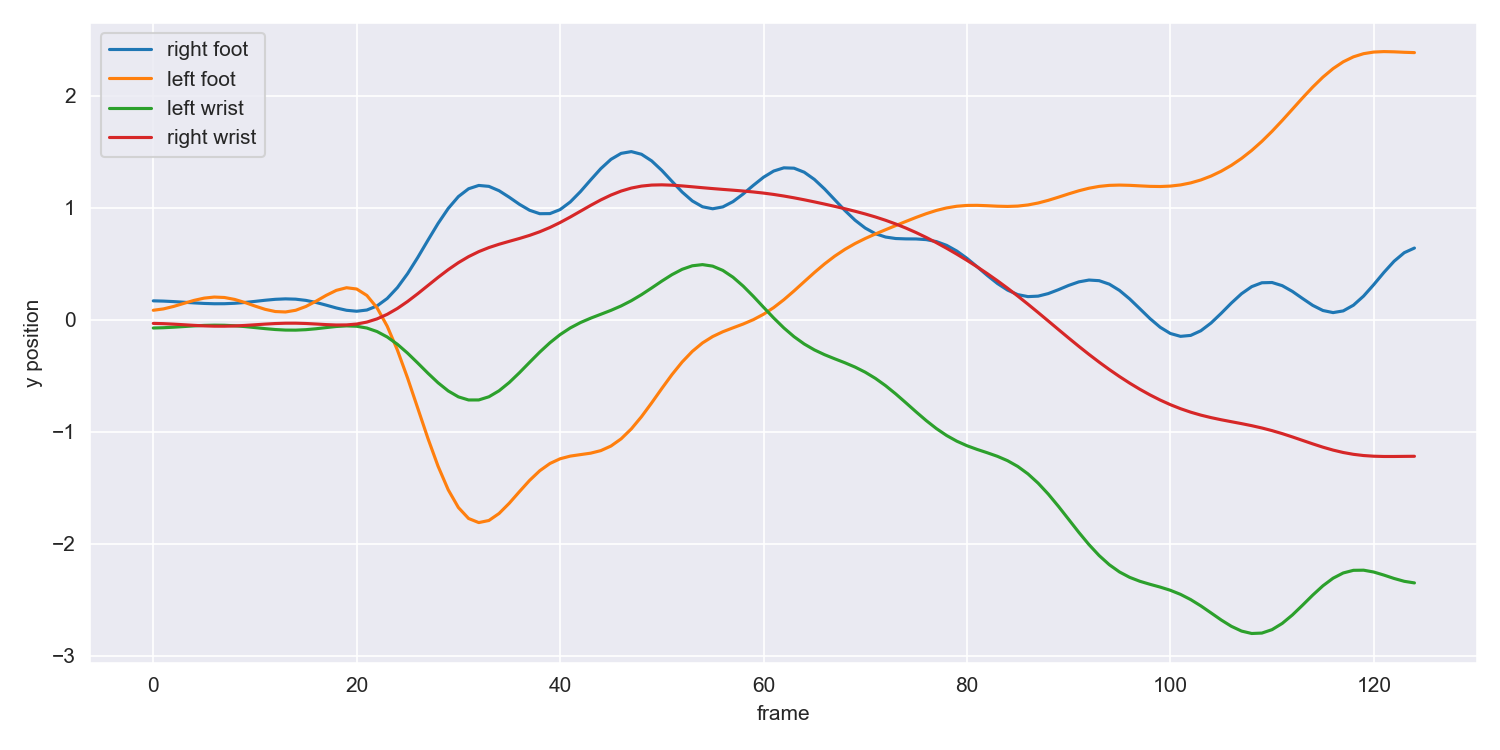 right foot
left foot
left wrist
right wrist
2
1
0
−1
−2
−3
y position
0 20 40 60 80 100 120
frame